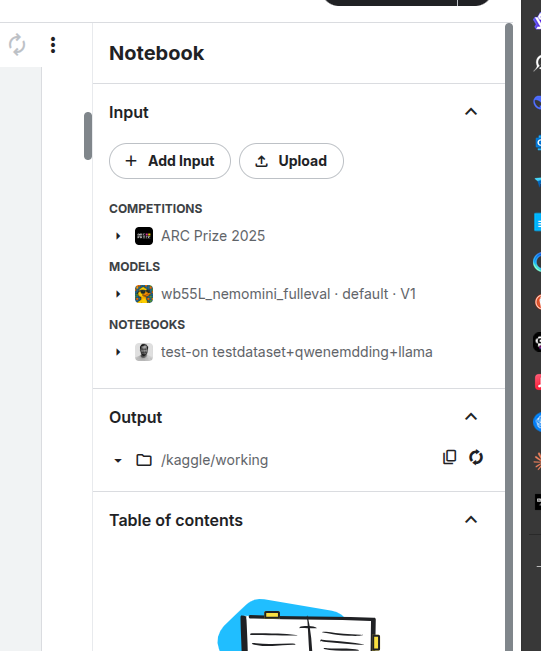 Notebook
Input
+ Add Input
Upload
COMPETITIONS
ARC Prize 2025
MODELS
wb55L_nemomini_fulleval · default · V1
NOTEBOOKS
test-on testdataset+qwenemdding+llama
Output
/kaggle/working
Table of contents